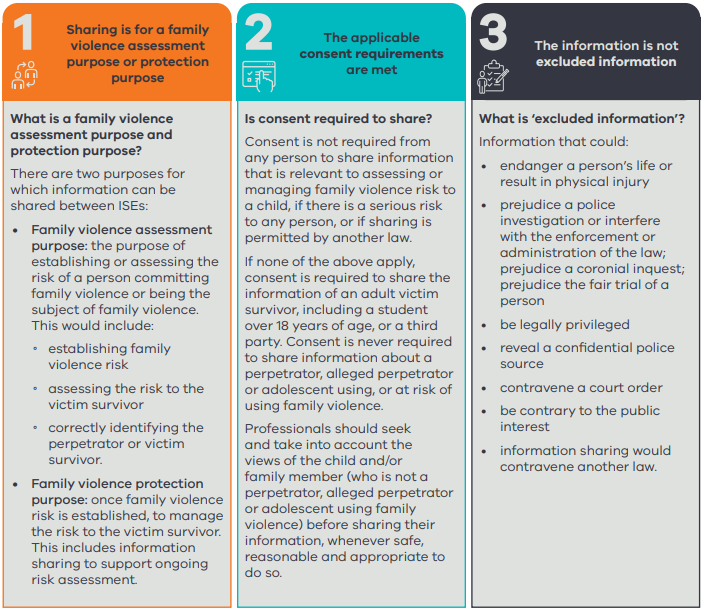 1
Sharing is for a family
violence assessment
purpose or protection
purpose
What is a family violence
assessment purpose and
protection purpose?
There are two purposes for
which information can be
shared between ISEs:
• Family violence assessment
purpose: the purpose of
establishing or assessing the
risk of a person committing
family violence or being the
subject of family violence.
This would include:
◦ establishing family
violence risk
◦ assessing the risk to the
victim survivor
◦ correctly identifying the
perpetrator or victim
survivor.
• Family violence protection
purpose: once family violence
risk is established, to manage
the risk to the victim survivor.
This includes information
sharing to support ongoing
risk assessment.
2
The applicable
consent requirements
are met
Is consent required to share?
Consent is not required from
any person to share information
that is relevant to assessing or
managing family violence risk to
a child, if there is a serious risk
to any person, or if sharing is
permitted by another law.
If none of the above apply,
consent is required to share the
information of an adult victim
survivor, including a student
over 18 years of age, or a third
party. Consent is never required
to share information about a
perpetrator, alleged perpetrator
or adolescent using, or at risk of
using family violence.
Professionals should seek
and take into account the
views of the child and/or
family member (who is not a
perpetrator, alleged perpetrator
or adolescent using family
violence) before sharing their
information, whenever safe,
reasonable and appropriate to
do so.
3
The information is not
excluded information
What is ‘excluded information’?
Information that could:
• endanger a person’s life or
result in physical injury
• prejudice a police
investigation or interfere
with the enforcement or
administration of the law;
prejudice a coronial inquest;
prejudice the fair trial of a
person
• be legally privileged
• reveal a confidential police
source
• contravene a court order
• be contrary to the public
interest
• information sharing would
contravene another law.